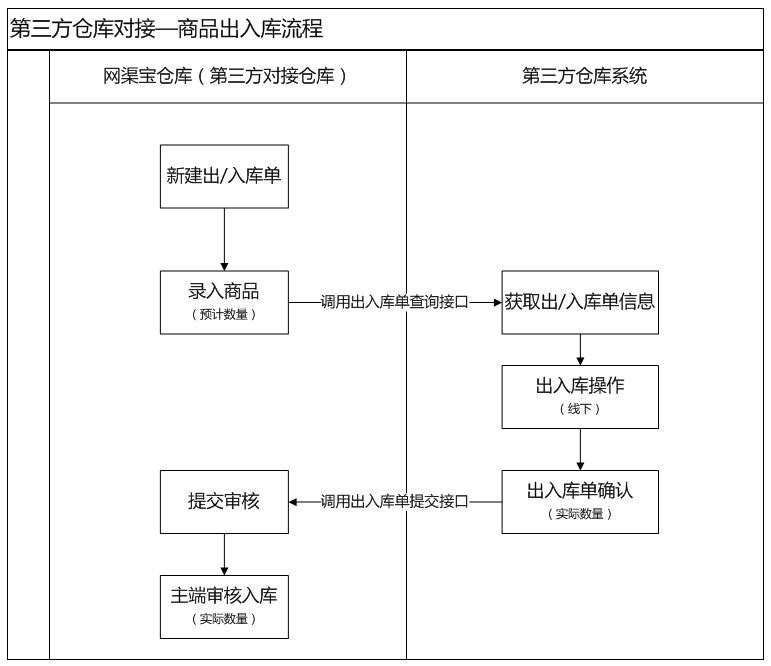 第三方仓库对接—商品出入库流程
网渠宝仓库（第三方对接仓库）
第三方仓库系统
新建出/入库单
录入商品
（预计数量）
调用出入库单查询接口
获取出/入库单信息
出入库操作
（线下）
出入库单确认
（实际数量）
调用出入库单提交接口
提交审核
主端审核入库
（实际数量）